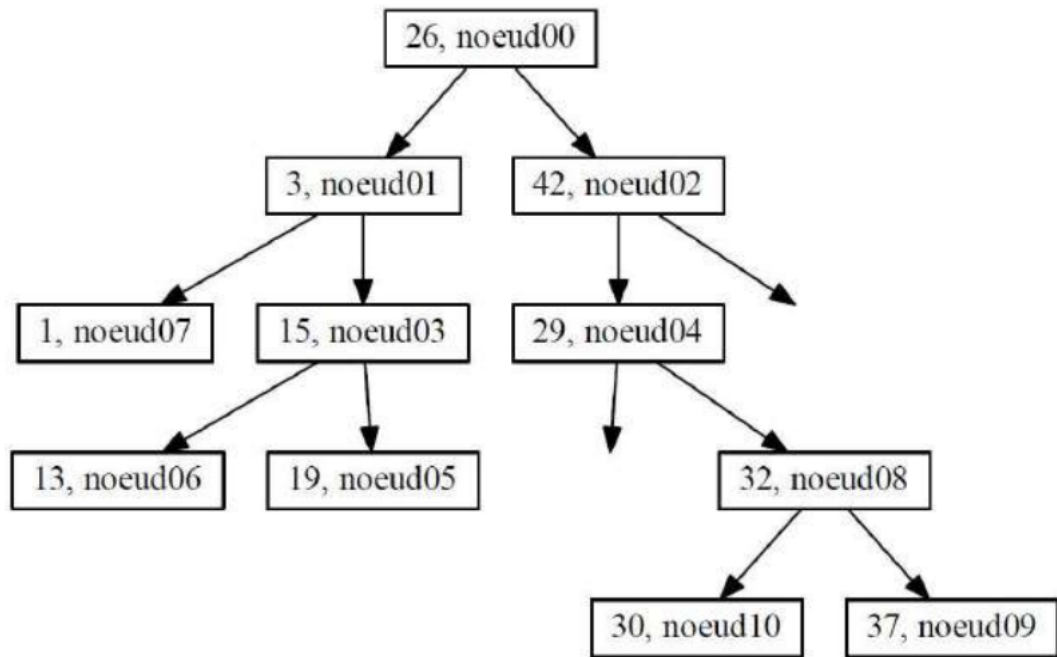 26, noeud00
3, noeud01
42, noeud02
1, noeud07
15, noeud03
29, noeud04
13, noeud06
19, noeud05
32, noeud08
30, noeud10
37, noeud09